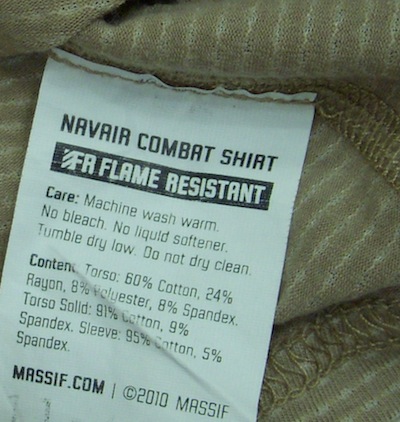 NAVAIR COMBAT SHIRT
FR FLAME RESISTANT
Care: Machine wash warm.
No bleach. No liquid softener.
Tumble dry low. Do not dry clean.
Content: Torso: 60% Cotton, 24%
Rayon, 8% Polyester, 8% Spandex.
Torso Solid: 91% Cotton, 9%
Spandex. Sleeve: 95% Cotton, 5%
Spandex.
MASSIF.COM | ©2010 MASSIF